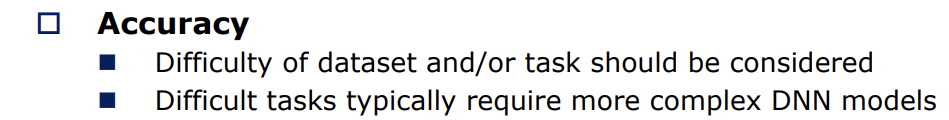 Accuracy
Difficulty of dataset and/or task should be considered
Difficult tasks typically require more complex DNN models